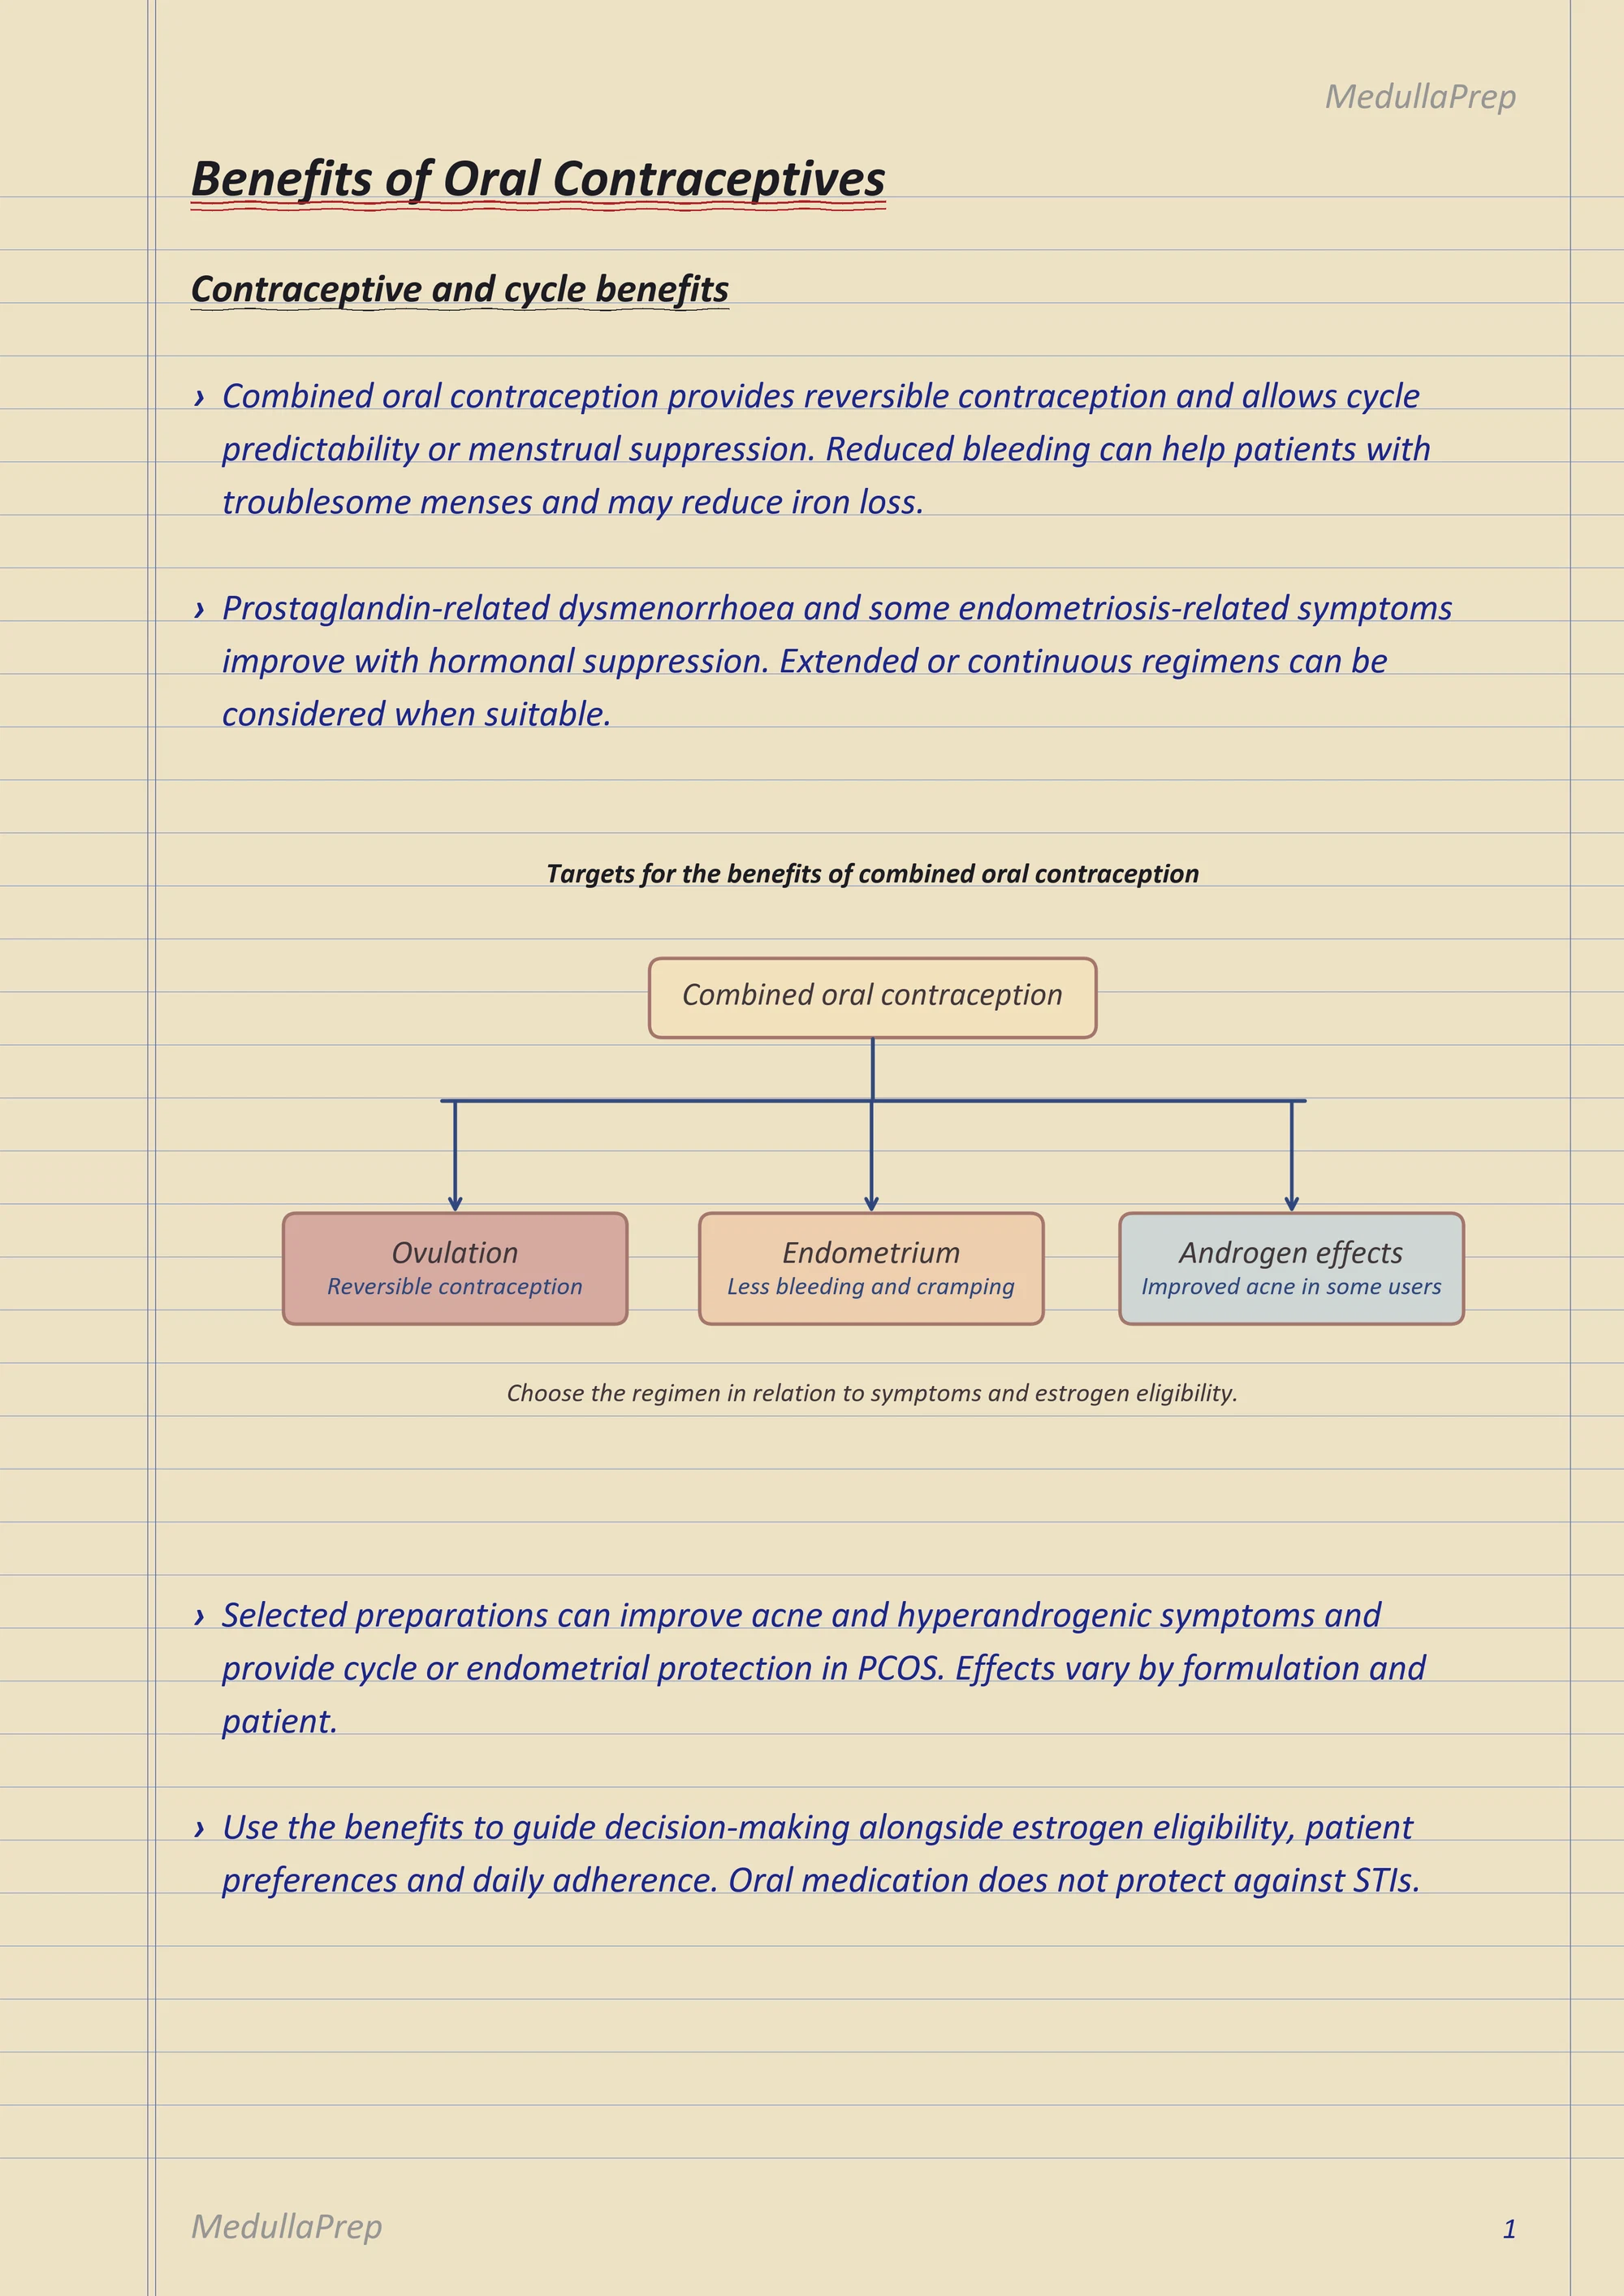 MedullaPrep
Benefits of Oral Contraceptives
Contraceptive and cycle benefits
› Combined oral contraception provides reversible contraception and allows cycle
predictability or menstrual suppression. Reduced bleeding can help patients with
troublesome menses and may reduce iron loss.
› Prostaglandin-related dysmenorrhoea and some endometriosis-related symptoms
improve with hormonal suppression. Extended or continuous regimens can be
considered when suitable.
Targets for the benefits of combined oral contraception
Combined oral contraception
Ovulation
Reversible contraception
Endometrium
Less bleeding and cramping
Androgen effects
Improved acne in some users
Choose the regimen in relation to symptoms and estrogen eligibility.
› Selected preparations can improve acne and hyperandrogenic symptoms and
provide cycle or endometrial protection in PCOS. Effects vary by formulation and
patient.
› Use the benefits to guide decision-making alongside estrogen eligibility, patient
preferences and daily adherence. Oral medication does not protect against STIs.
MedullaPrep
1